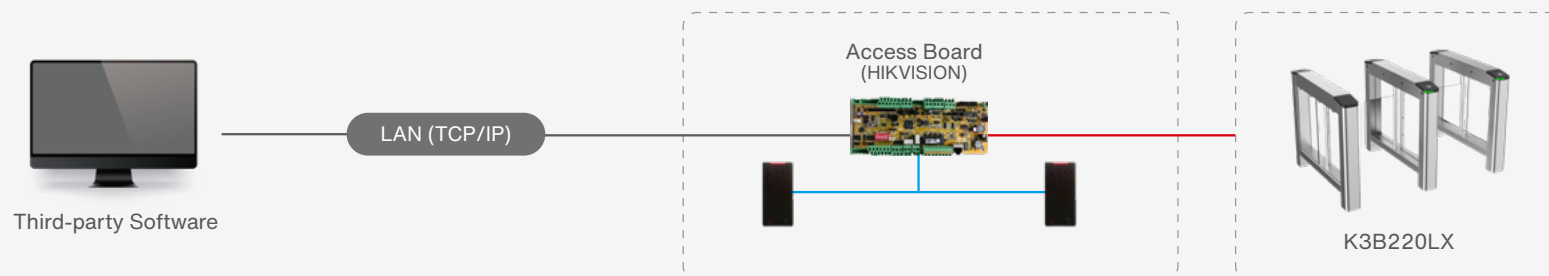 Access Board
(HIKVISION)
LAN (TCP/IP)
Third-party Software
K3B220LX